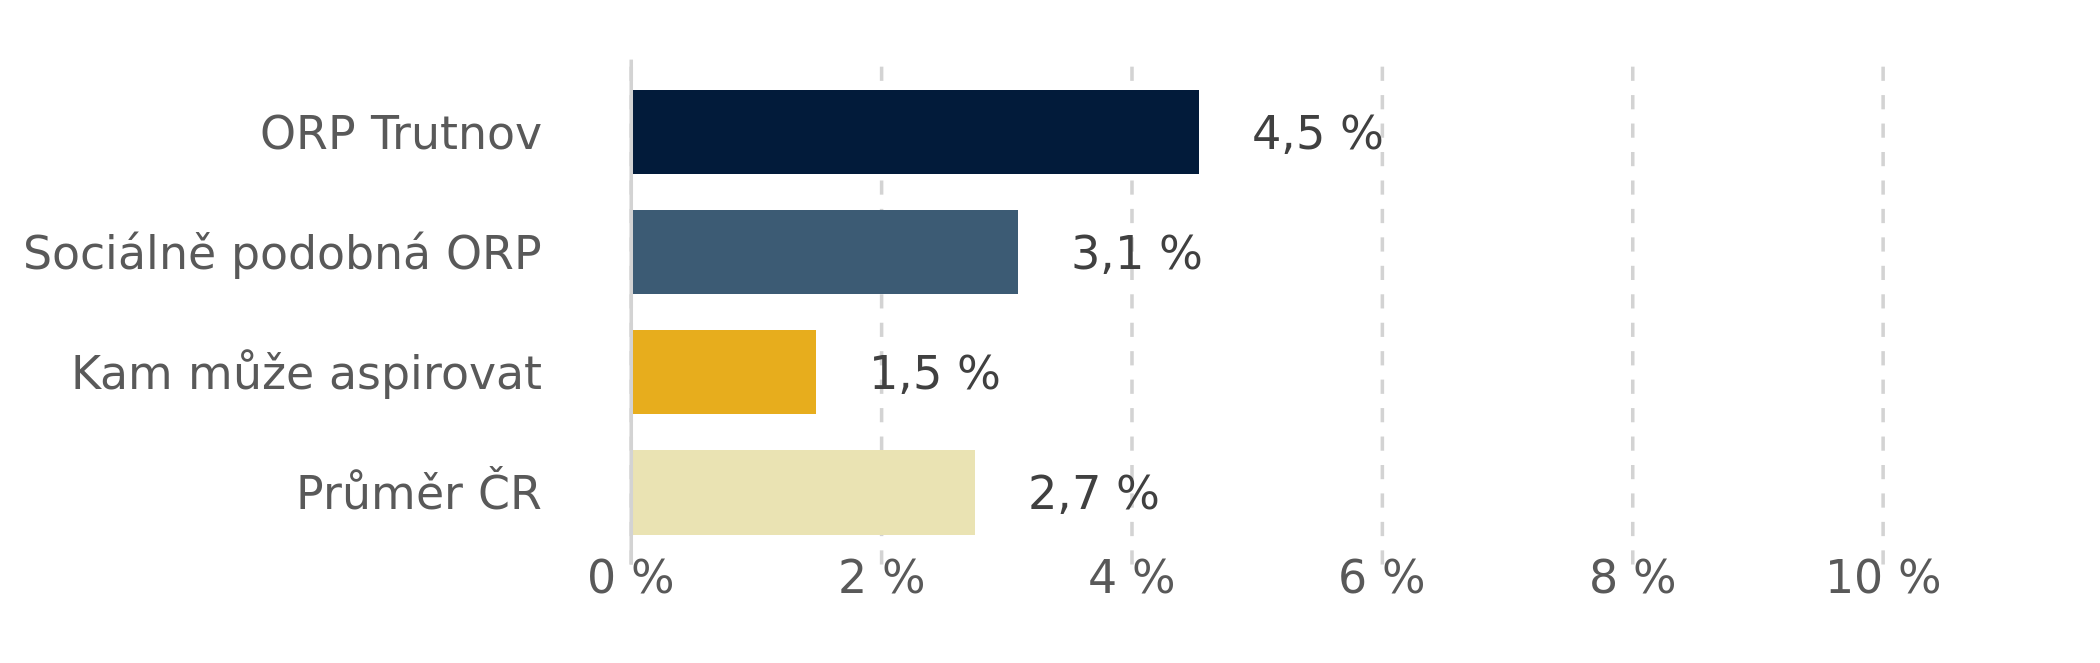 ORP Trutnov 4,5 %
Sociálně podobná ORP 3,1 %
Kam může aspirovat 1,5 %
Průměr ČR 2,7 %
0 % 2 % 4 % 6 % 8 % 10 %